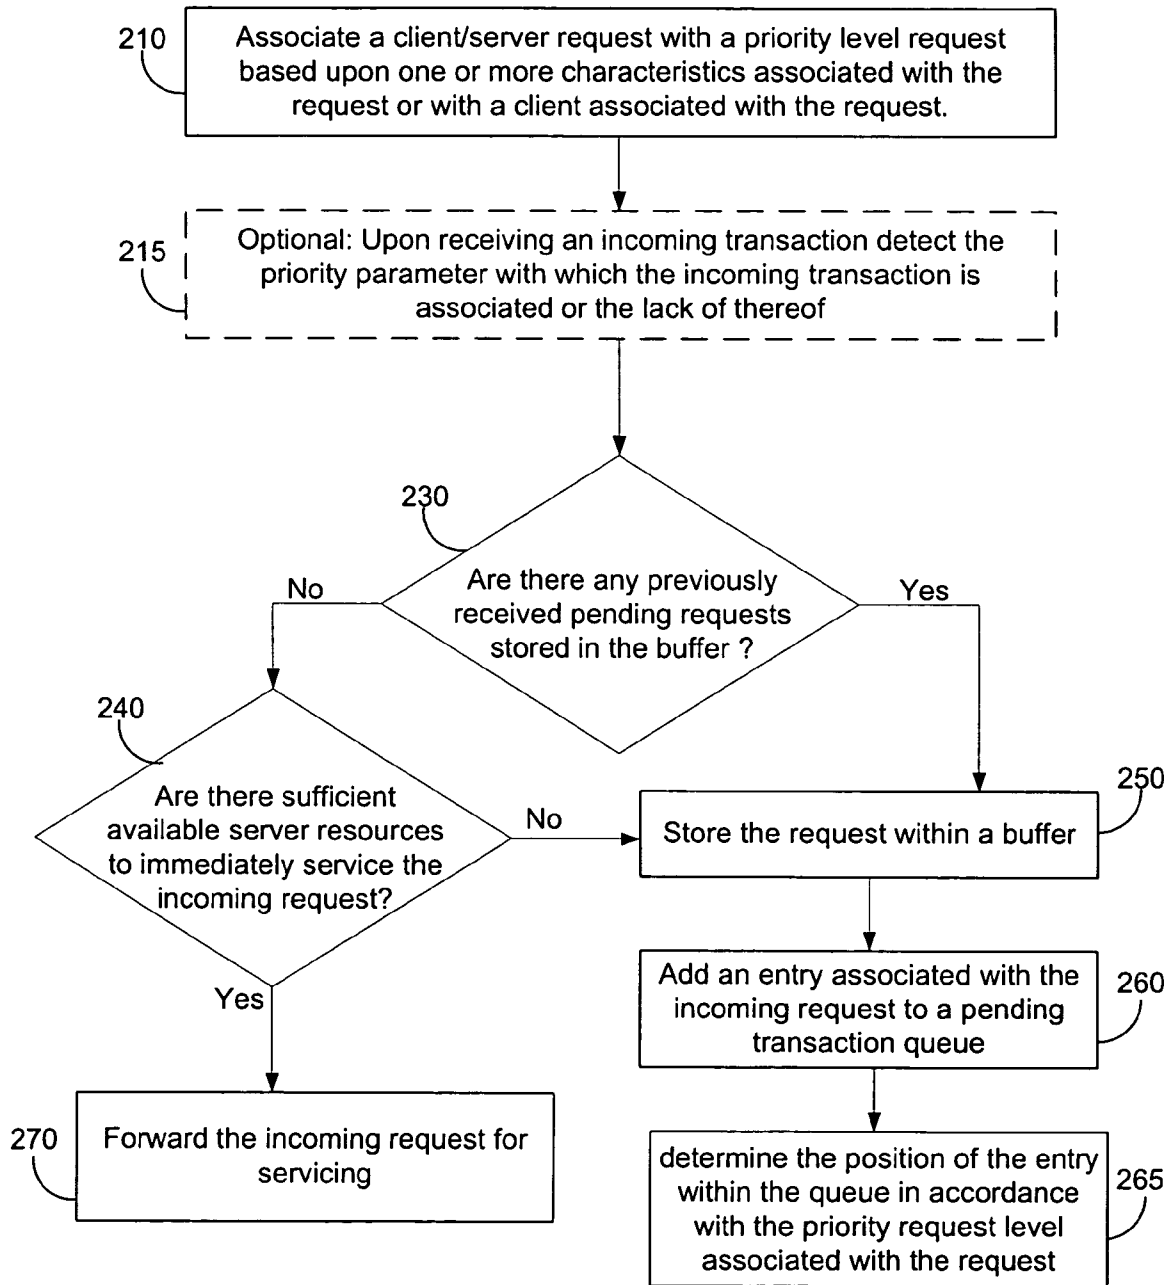 210
Associate a client/server request with a priority level request
based upon one or more characteristics associated with the
request or with a client associated with the request.
215
Optional: Upon receiving an incoming transaction detect the
priority parameter with which the incoming transaction is
associated or the lack of thereof
230
Are there any previously
received pending requests
stored in the buffer ?
No
Yes
240
Are there sufficient
available server resources
to immediately service the
incoming request?
No
Yes
250
Store the request within a buffer
260
Add an entry associated with the
incoming request to a pending
transaction queue
270
Forward the incoming request for
servicing
265
determine the position of the entry
within the queue in accordance
with the priority request level
associated with the request